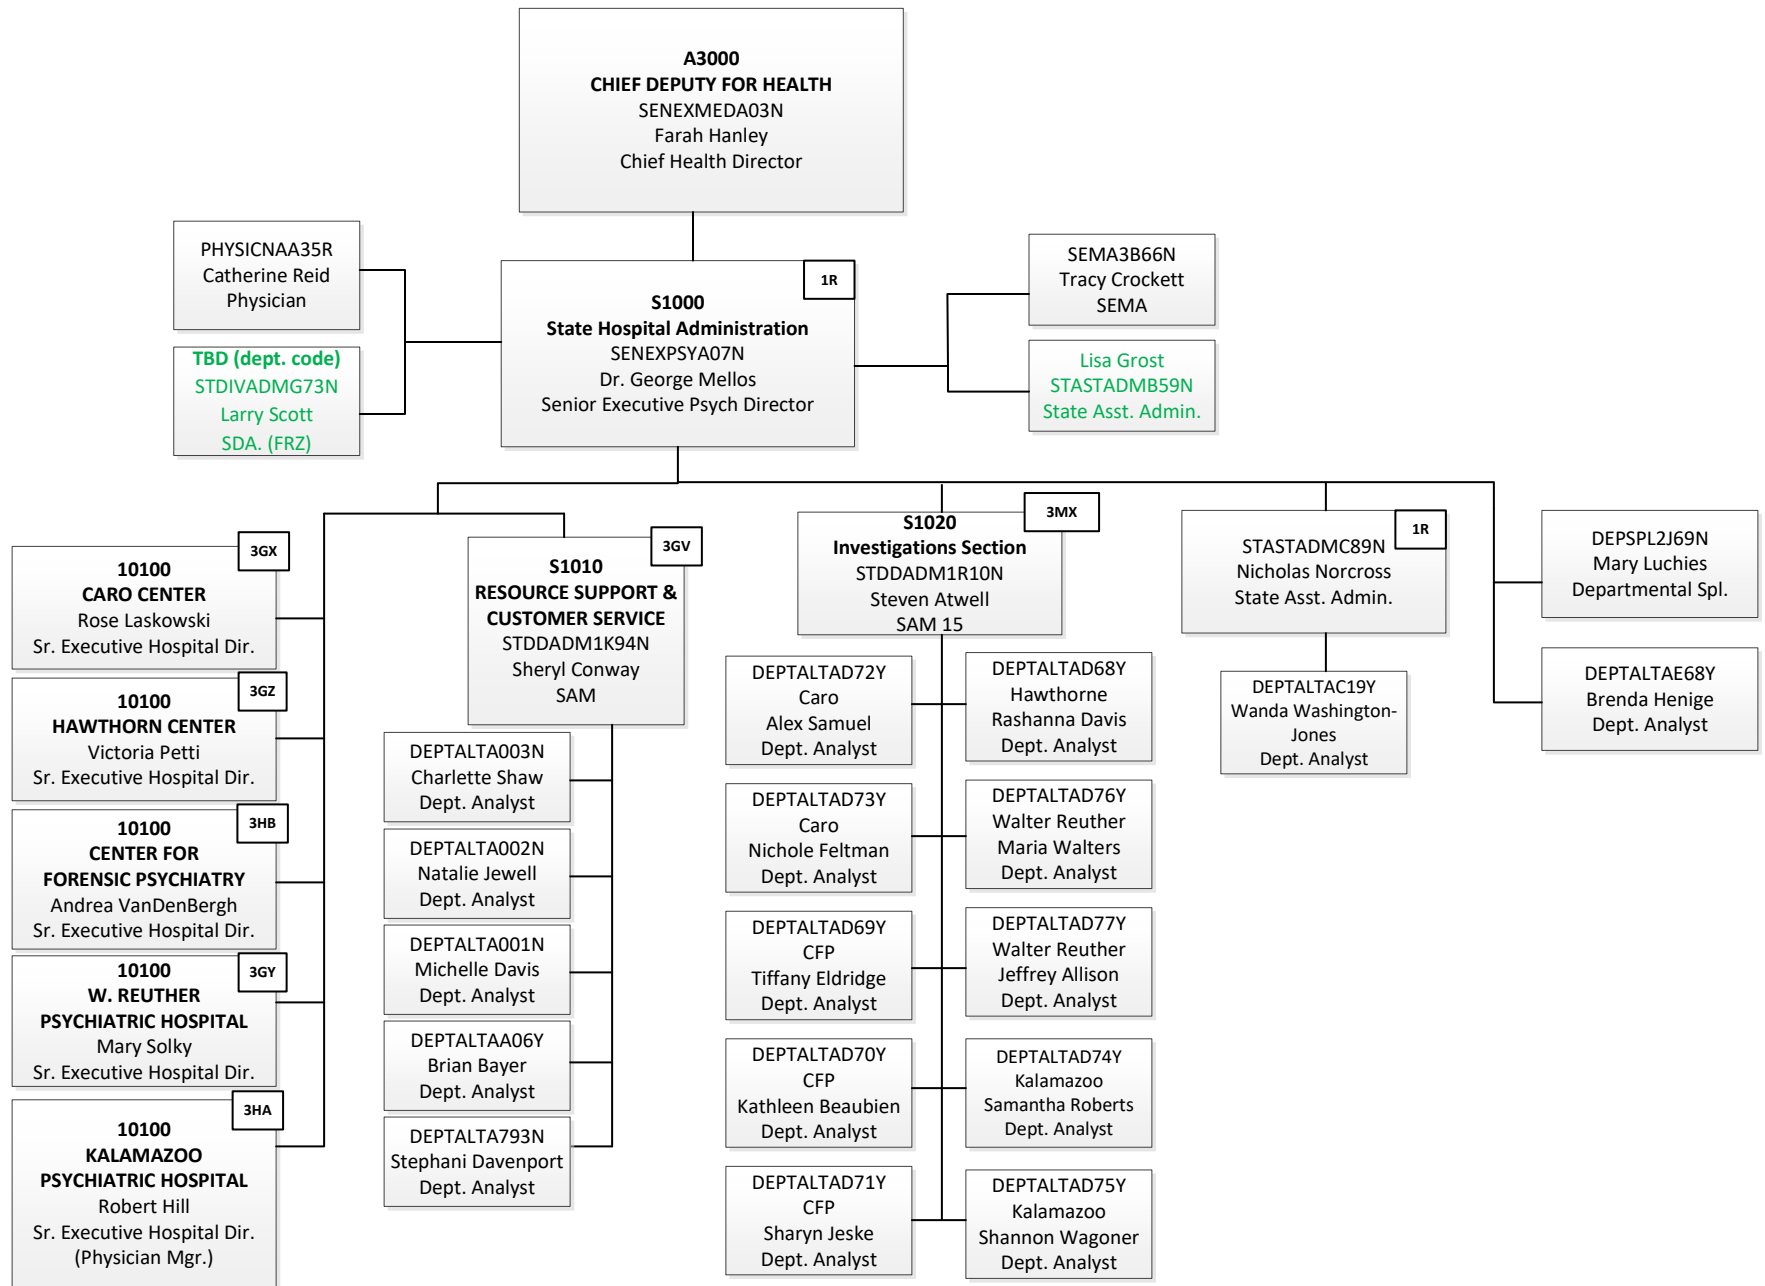 A3000
CHIEF DEPUTY FOR HEALTH
SENEXMEDA03N
Farah Hanley
Chief Health Director
PHYSICNAA35R
Catherine Reid
Physician
TBD (dept. code)
STDIVADMG73N
Larry Scott
SDA. (FRZ)
1R
S1000
State Hospital Administration
SENEXPSYA07N
Dr. George Mellos
Senior Executive Psych Director
SEMA3B66N
Tracy Crockett
SEMA
Lisa Grost
STASTADMB59N
State Asst. Admin.
3GX
10100
CARO CENTER
Rose Laskowski
Sr. Executive Hospital Dir.
3GZ
10100
HAWTHORN CENTER
Victoria Petti
Sr. Executive Hospital Dir.
3HB
10100
CENTER FOR
FORENSIC PSYCHIATRY
Andrea VanDenBergh
Sr. Executive Hospital Dir.
3GY
10100
W. REUTHER
PSYCHIATRIC HOSPITAL
Mary Solky
Sr. Executive Hospital Dir.
3HA
10100
KALAMAZOO
PSYCHIATRIC HOSPITAL
Robert Hill
Sr. Executive Hospital Dir.
(Physician Mgr.)
3GV
S1010
RESOURCE SUPPORT &
CUSTOMER SERVICE
STDDADM1K94N
Sheryl Conway
SAM
DEPTALTA003N
Charlette Shaw
Dept. Analyst
DEPTALTA002N
Natalie Jewell
Dept. Analyst
DEPTALTA001N
Michelle Davis
Dept. Analyst
DEPTALTAA06Y
Brian Bayer
Dept. Analyst
DEPTALTA793N
Stephani Davenport
Dept. Analyst
3MX
S1020
Investigations Section
STDDADM1R10N
Steven Atwell
SAM 15
DEPTALTAD72Y
Caro
Alex Samuel
Dept. Analyst
DEPTALTAD68Y
Hawthorne
Rashanna Davis
Dept. Analyst
DEPTALTAD73Y
Caro
Nichole Feltman
Dept. Analyst
DEPTALTAD76Y
Walter Reuther
Maria Walters
Dept. Analyst
DEPTALTAD69Y
CFP
Tiffany Eldridge
Dept. Analyst
DEPTALTAD77Y
Walter Reuther
Jeffrey Allison
Dept. Analyst
DEPTALTAD70Y
CFP
Kathleen Beaubien
Dept. Analyst
DEPTALTAD74Y
Kalamazoo
Samantha Roberts
Dept. Analyst
DEPTALTAD71Y
CFP
Sharyn Jeske
Dept. Analyst
DEPTALTAD75Y
Kalamazoo
Shannon Wagoner
Dept. Analyst
1R
STASTADMC89N
Nicholas Norcross
State Asst. Admin.
DEPTALTAC19Y
Wanda Washington-
Jones
Dept. Analyst
DEPSPL2J69N
Mary Luchies
Departmental Spl.
DEPTALTAE68Y
Brenda Henige
Dept. Analyst